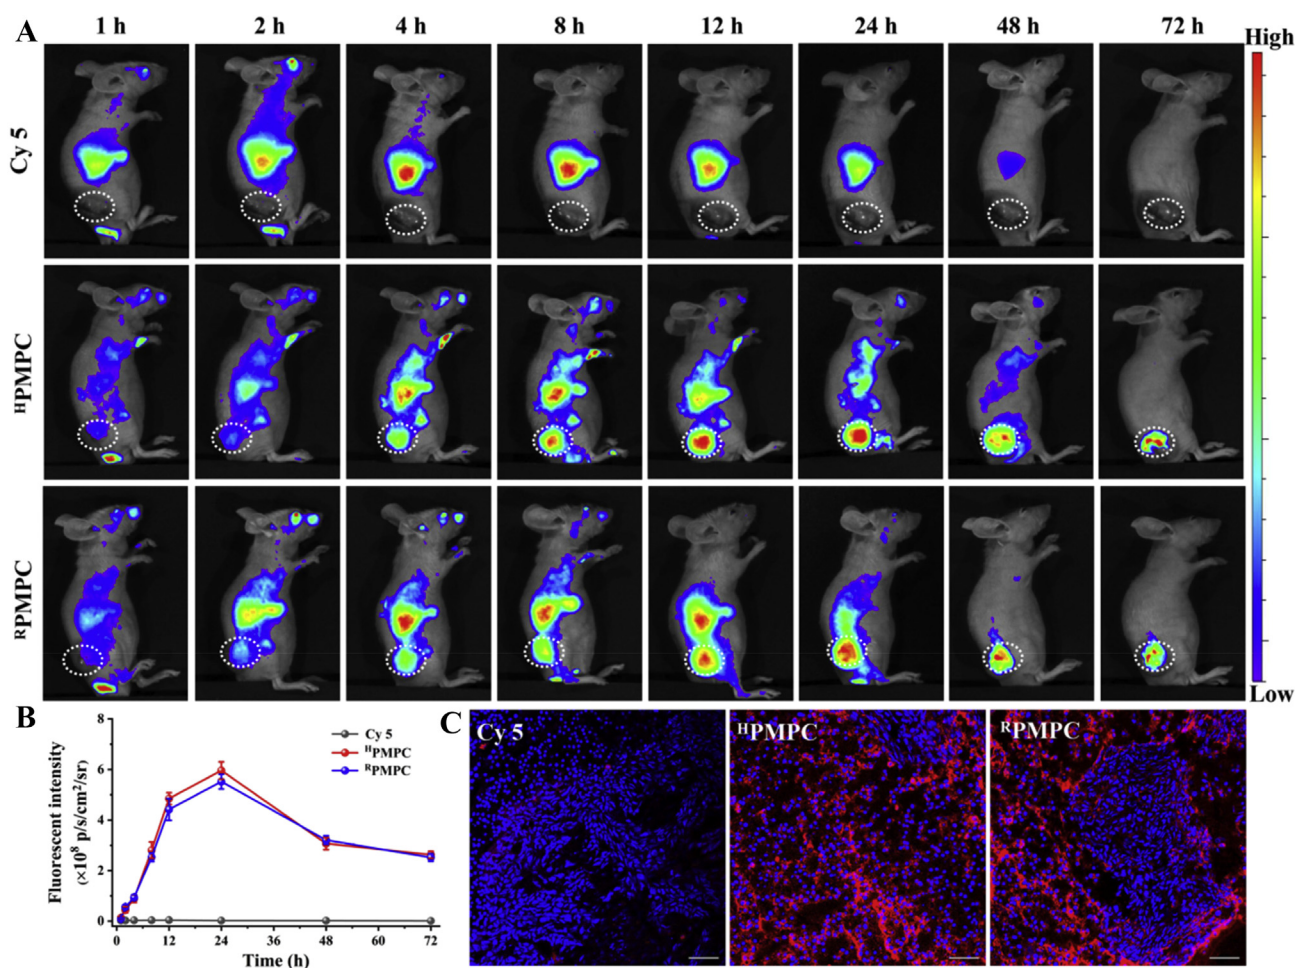 A
1 h 2 h 4 h 8 h 12 h 24 h 48 h 72 h
High
Cy 5
ᴴPMPC
ᴿPMPC
Low
B
Fluorescent intensity
(×10⁸ p/s/cm²/sr)
8
6
4
2
0
Cy 5
ᴴPMPC
ᴿPMPC
0 12 24 36 48 60 72
Time (h)
C
Cy 5
ᴴPMPC
ᴿPMPC